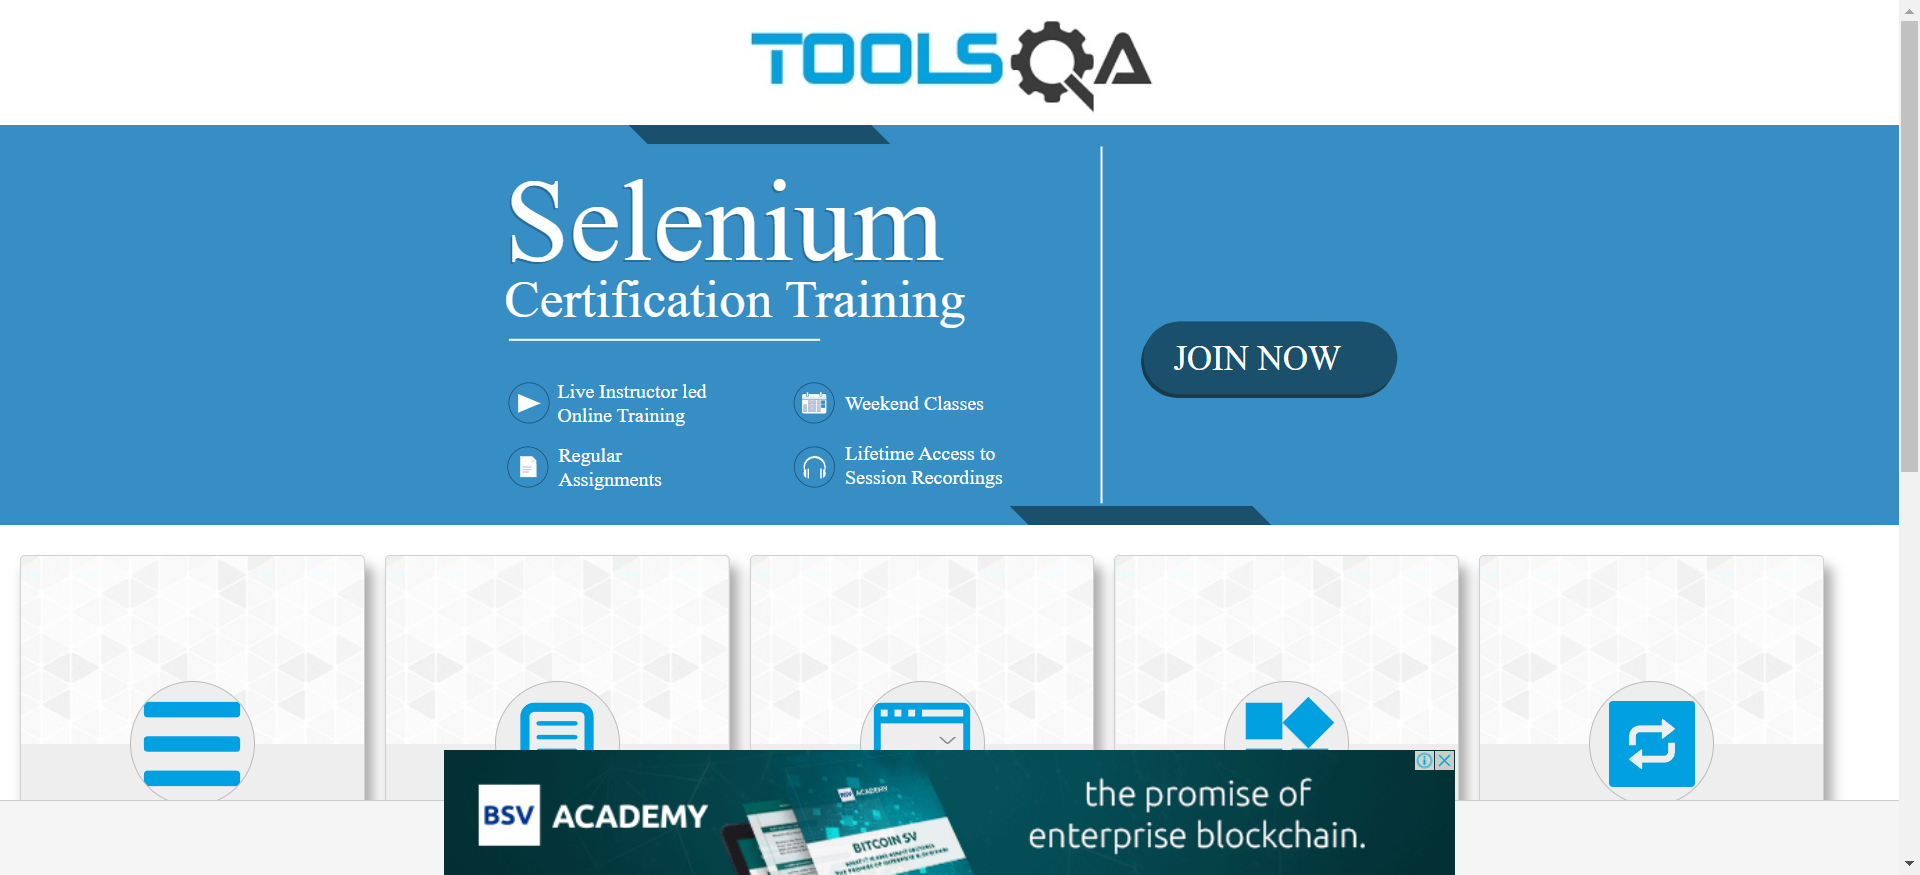 TOOLSQA
Selenium
Certification Training
JOIN NOW
Live Instructor led
Online Training
Weekend Classes
Regular
Assignments
Lifetime Access to
Session Recordings
BSV ACADEMY
BSV ACADEMY
BITCOIN SV
the promise of
enterprise blockchain.